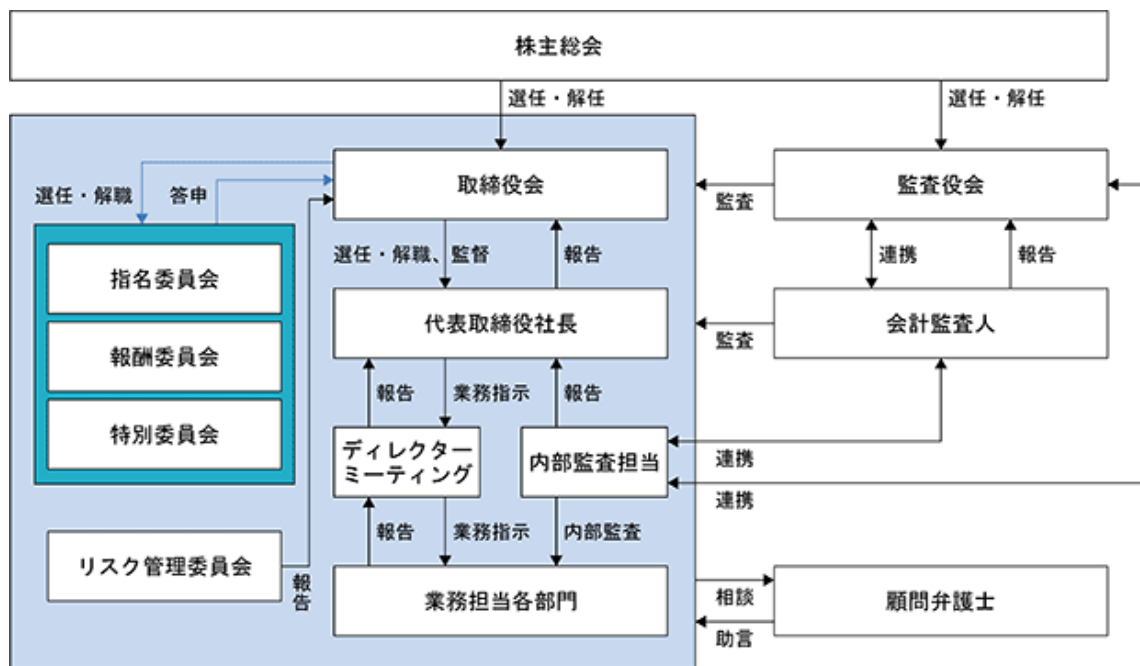 株主総会
選任・解任
選任・解任
取締役会
監査役会
選任・解職
答申
監査
選任・解職、監督
報告
連携
報告
指名委員会
代表取締役社長
会計監査人
監査
報酬委員会
報告
業務指示
報告
特別委員会
ディレクター
ミーティング
内部監査担当
連携
連携
報告
業務指示
内部監査
リスク管理委員会
報告
業務担当各部門
相談
顧問弁護士
助言